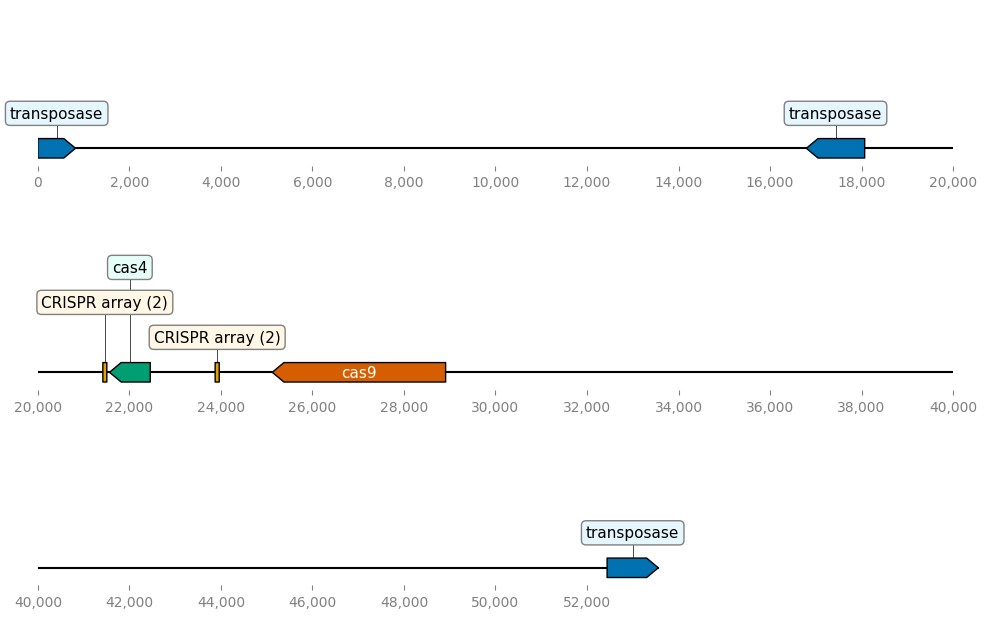 transposase transposase
0 2,000 4,000 6,000 8,000 10,000 12,000 14,000 16,000 18,000 20,000
cas4
CRISPR array (2)
CRISPR array (2)
cas9
20,000 22,000 24,000 26,000 28,000 30,000 32,000 34,000 36,000 38,000 40,000
transposase
40,000 42,000 44,000 46,000 48,000 50,000 52,000